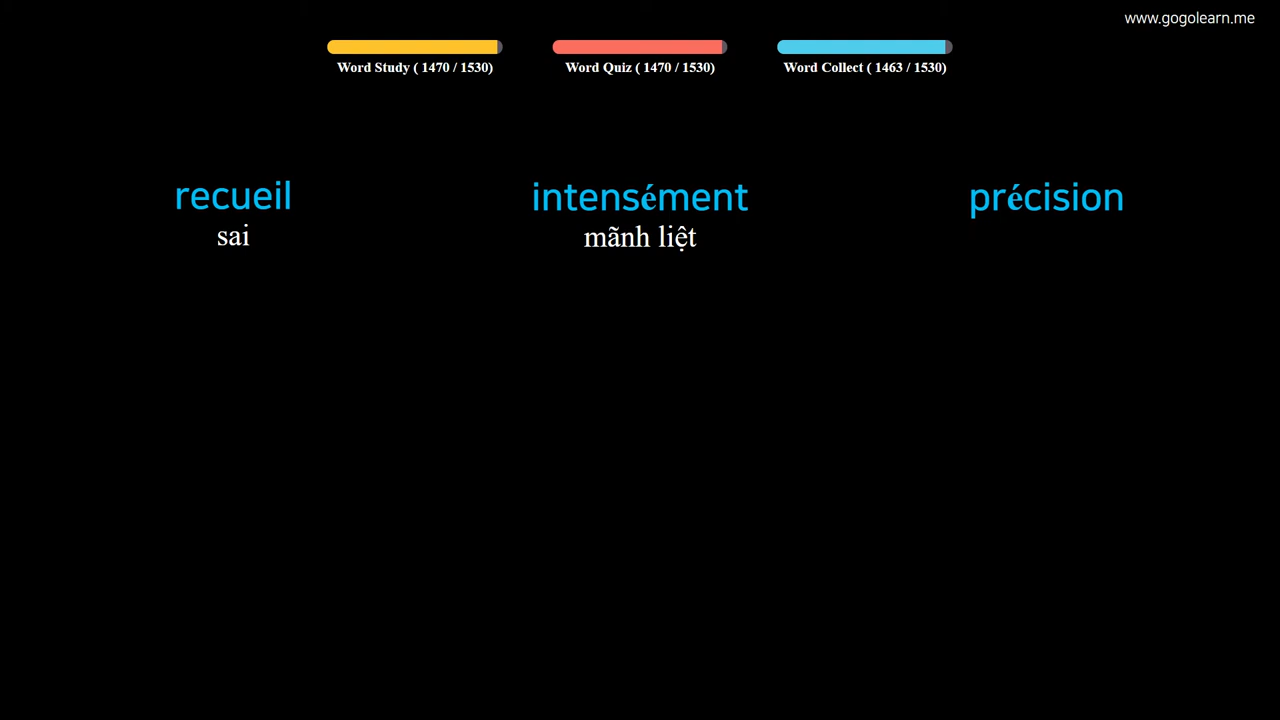 www.gogolearn.me
Word Study ( 1470 / 1530)
Word Quiz ( 1470 / 1530)
Word Collect ( 1463 / 1530)
recueil
sai
intensément
mãnh liệt
précision